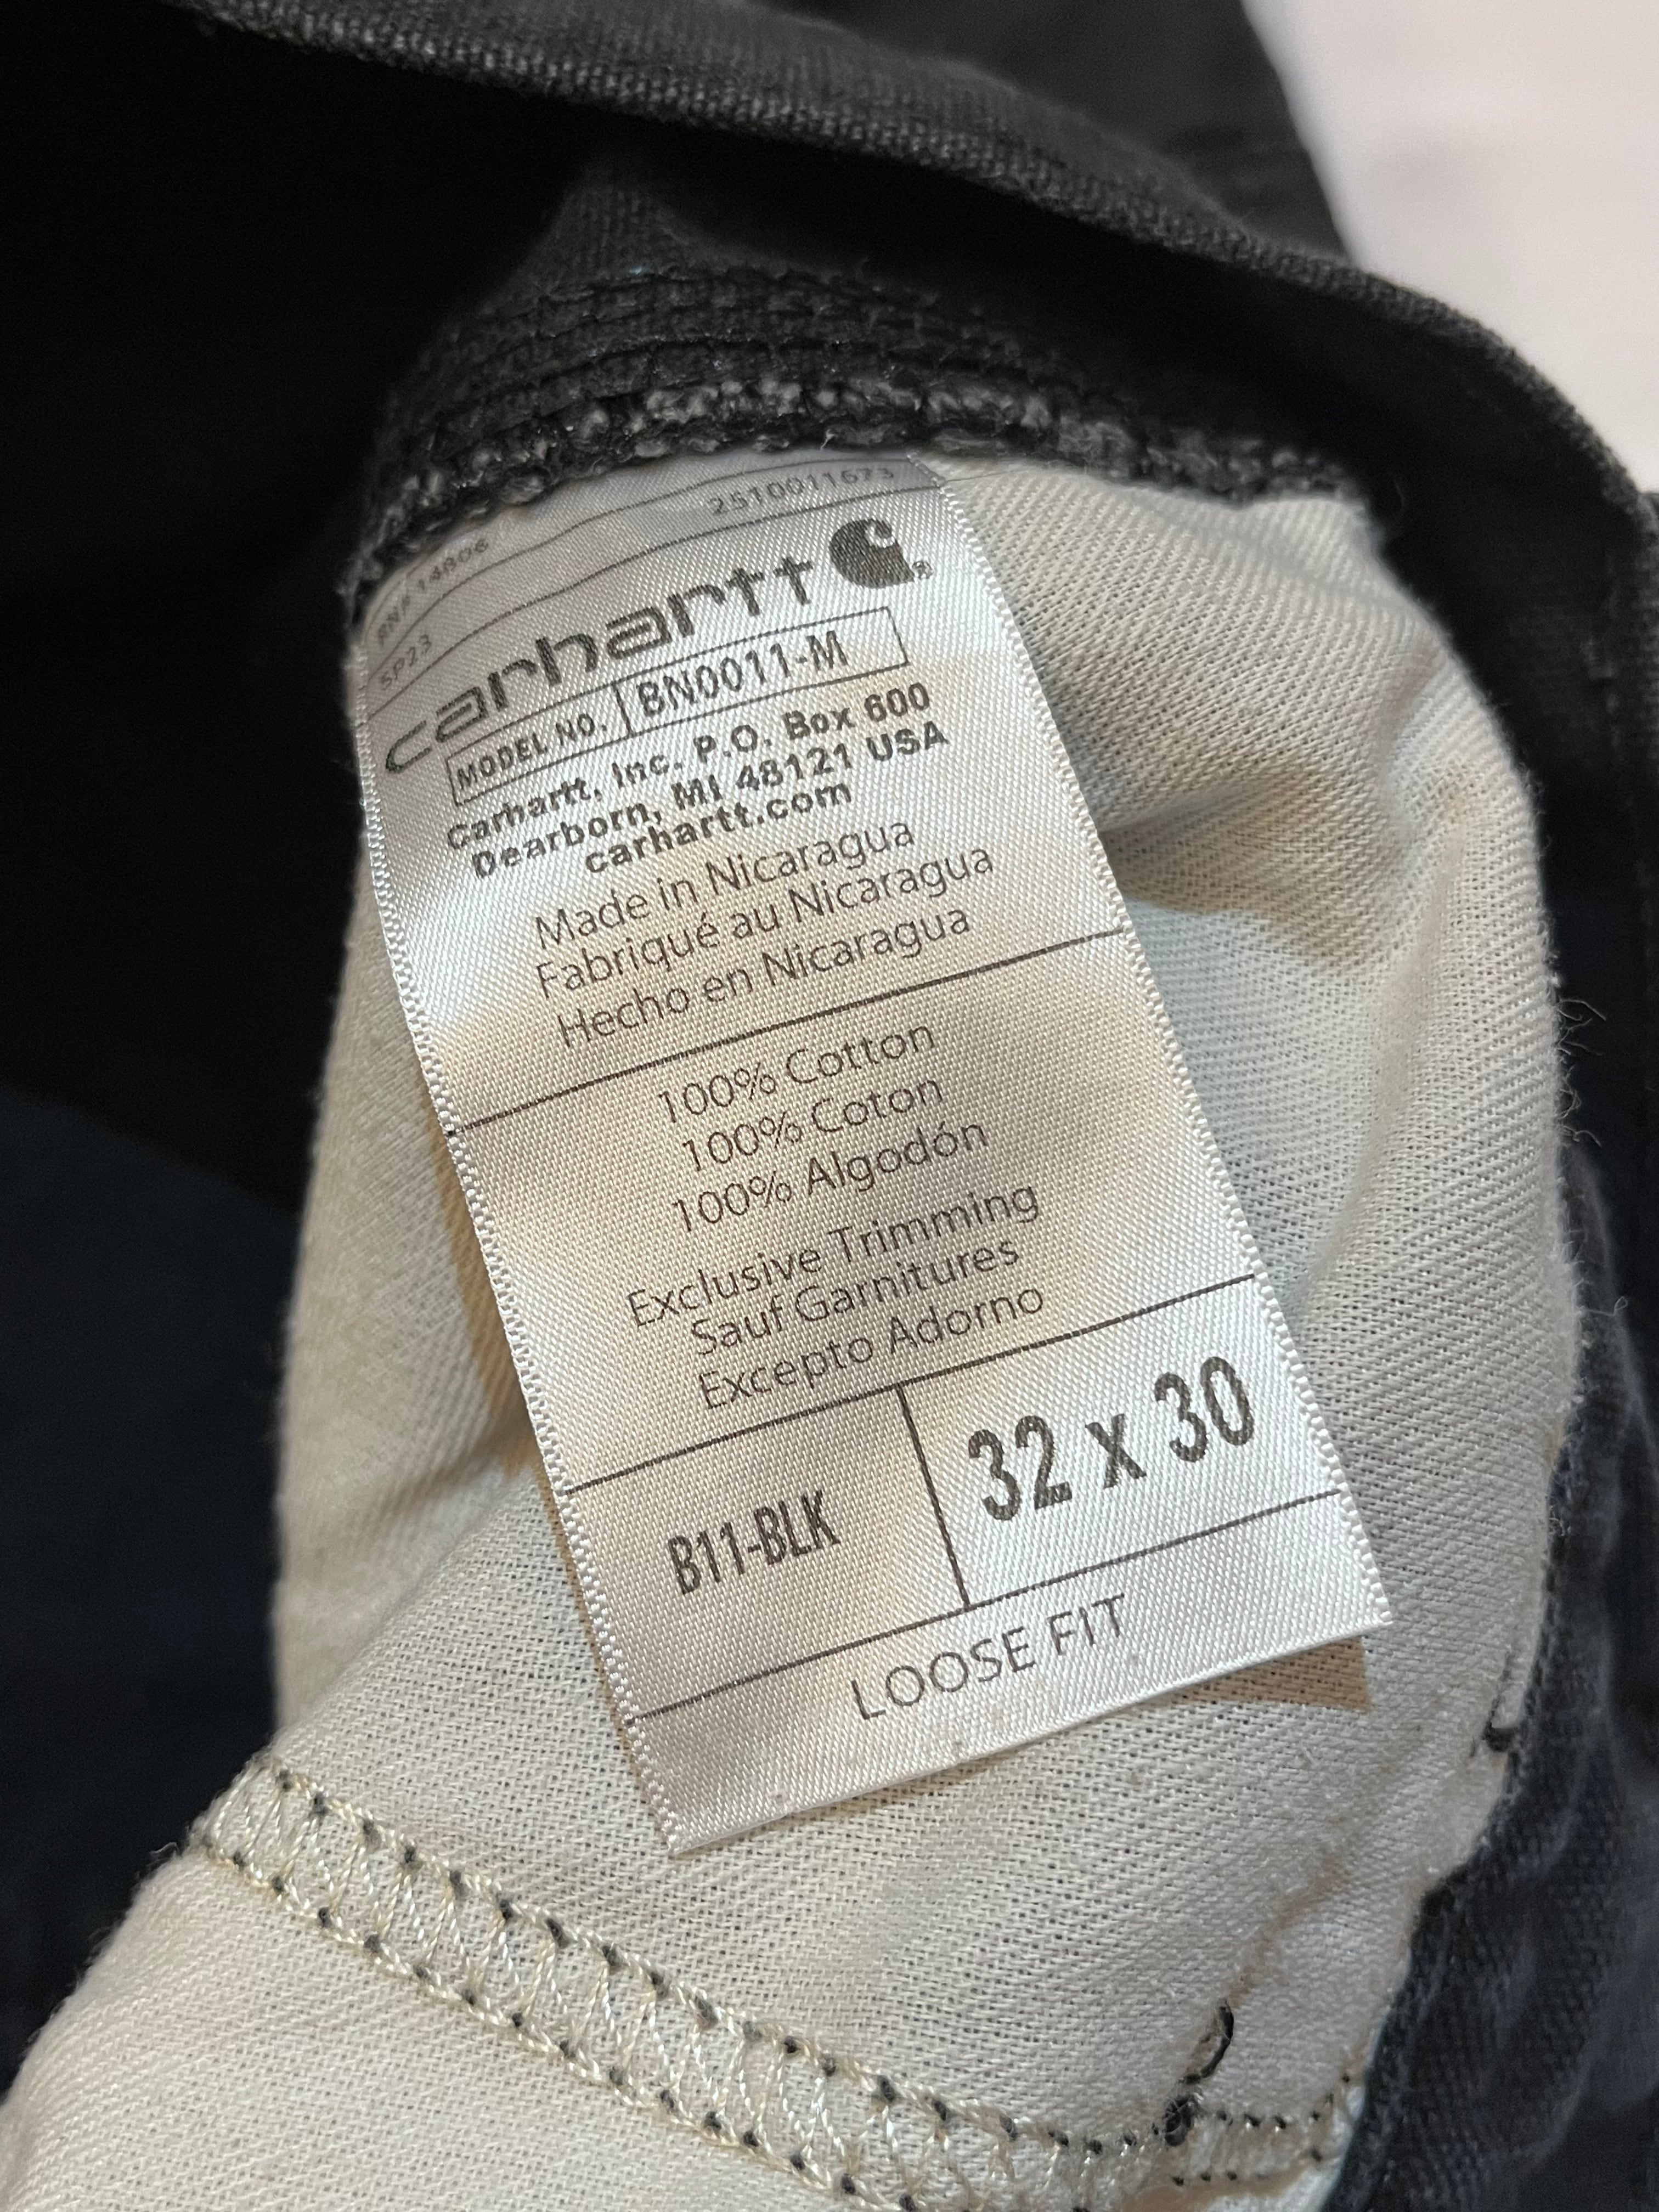 RN# 14806
2510011673
SP23
carhartt
MODEL NO. BN0011-M
Carhartt, Inc. P.O. Box 600
Dearborn, MI 48121 USA
carhartt.com
Made in Nicaragua
Fabriqué au Nicaragua
Hecho en Nicaragua
100% Cotton
100% Coton
100% Algodón
Exclusive Trimming
Sauf Garnitures
Excepto Adorno
B11-BLK
32 x 30
LOOSE FIT